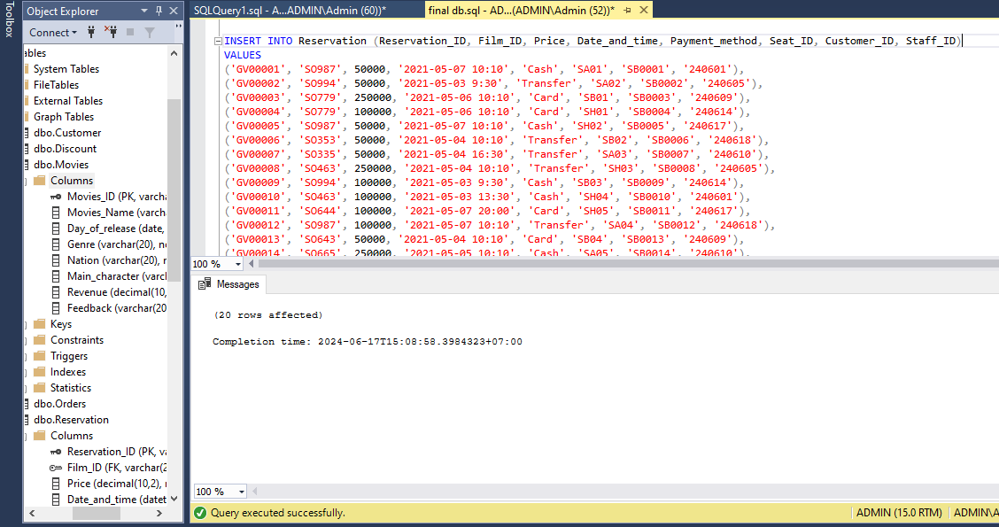 Toolbox
Object Explorer
Connect
ables
System Tables
FileTables
External Tables
Graph Tables
dbo.Customer
dbo.Discount
dbo.Movies
Columns
Movies_ID (PK, varcha
Movies_Name (varch
Day_of_release (date,
Genre (varchar(20), n
Nation (varchar(20), n
Main_character (varcl
Revenue (decimal(10,
Feedback (varchar(20
Keys
Constraints
Triggers
Indexes
Statistics
dbo.Orders
dbo.Reservation
Columns
Reservation_ID (PK, va
Film_ID (FK, varchar(2
Price (decimal(10,2), n
Date_and_time (datet
SQLQuery1.sql - A...ADMIN\Admin (60))*
final db.sql - AD...(ADMIN\Admin (52))*
INSERT INTO Reservation (Reservation_ID, Film_ID, Price, Date_and_time, Payment_method, Seat_ID, Customer_ID, Staff_ID)
VALUES
('GV00001', 'SO987', 50000, '2021-05-07 10:10', 'Cash', 'SA01', 'SB0001', '240601'),
('GV00002', 'SO994', 50000, '2021-05-03 9:30', 'Transfer', 'SA02', 'SB0002', '240605'),
('GV00003', 'SO779', 250000, '2021-05-06 10:10', 'Card', 'SB01', 'SB0003', '240609'),
('GV00004', 'SO779', 100000, '2021-05-06 10:10', 'Card', 'SH01', 'SB0004', '240614'),
('GV00005', 'SO987', 50000, '2021-05-07 10:10', 'Cash', 'SH02', 'SB0005', '240617'),
('GV00006', 'SO353', 50000, '2021-05-04 10:10', 'Transfer', 'SB02', 'SB0006', '240618'),
('GV00007', 'SO335', 50000, '2021-05-04 16:30', 'Transfer', 'SA03', 'SB0007', '240610'),
('GV00008', 'SO463', 250000, '2021-05-04 10:10', 'Transfer', 'SH03', 'SB0008', '240605'),
('GV00009', 'SO994', 100000, '2021-05-03 9:30', 'Cash', 'SB03', 'SB0009', '240614'),
('GV00010', 'SO463', 100000, '2021-05-03 13:30', 'Cash', 'SH04', 'SB0010', '240601'),
('GV00011', 'SO644', 100000, '2021-05-07 20:00', 'Card', 'SH05', 'SB0011', '240617'),
('GV00012', 'SO987', 100000, '2021-05-07 10:10', 'Transfer', 'SA04', 'SB0012', '240618'),
('GV00013', 'SO643', 50000, '2021-05-04 10:10', 'Card', 'SB04', 'SB0013', '240609'),
('GV00014', 'SO665', 250000, '2021-05-05 10:10', 'Cash', 'SA05', 'SB0014', '240610'),
100 %
Messages
(20 rows affected)
Completion time: 2024-06-17T15:08:58.3984323+07:00
100 %
Query executed successfully.
ADMIN (15.0 RTM)
ADMIN\A